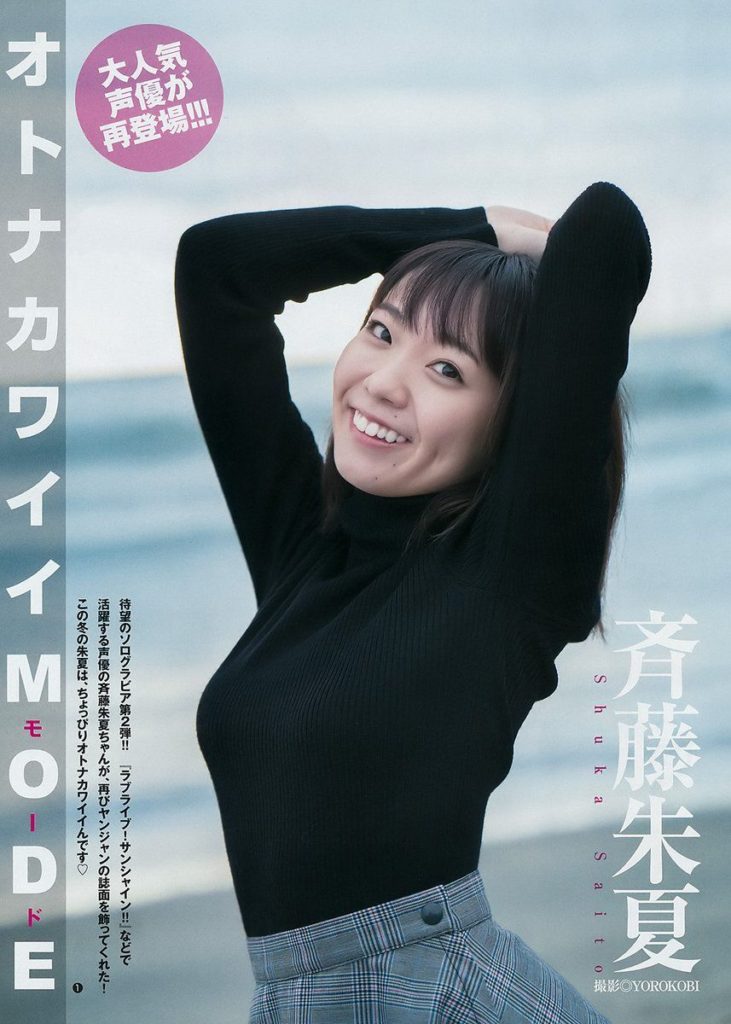 オトナカワイイMODE
モード
大人気
声優が
再登場!!!
待望のソログラビア第2弾!! 『ラブライブ!サンシャイン!!』などで
活躍する声優の斉藤朱夏ちゃんが、再びヤンジャンの誌面を飾ってくれた!
この冬の朱夏は、ちょっぴりオトナカワイイんです♡
❶
斉藤朱夏
Shuka Saito
撮影◎YOROKOBI